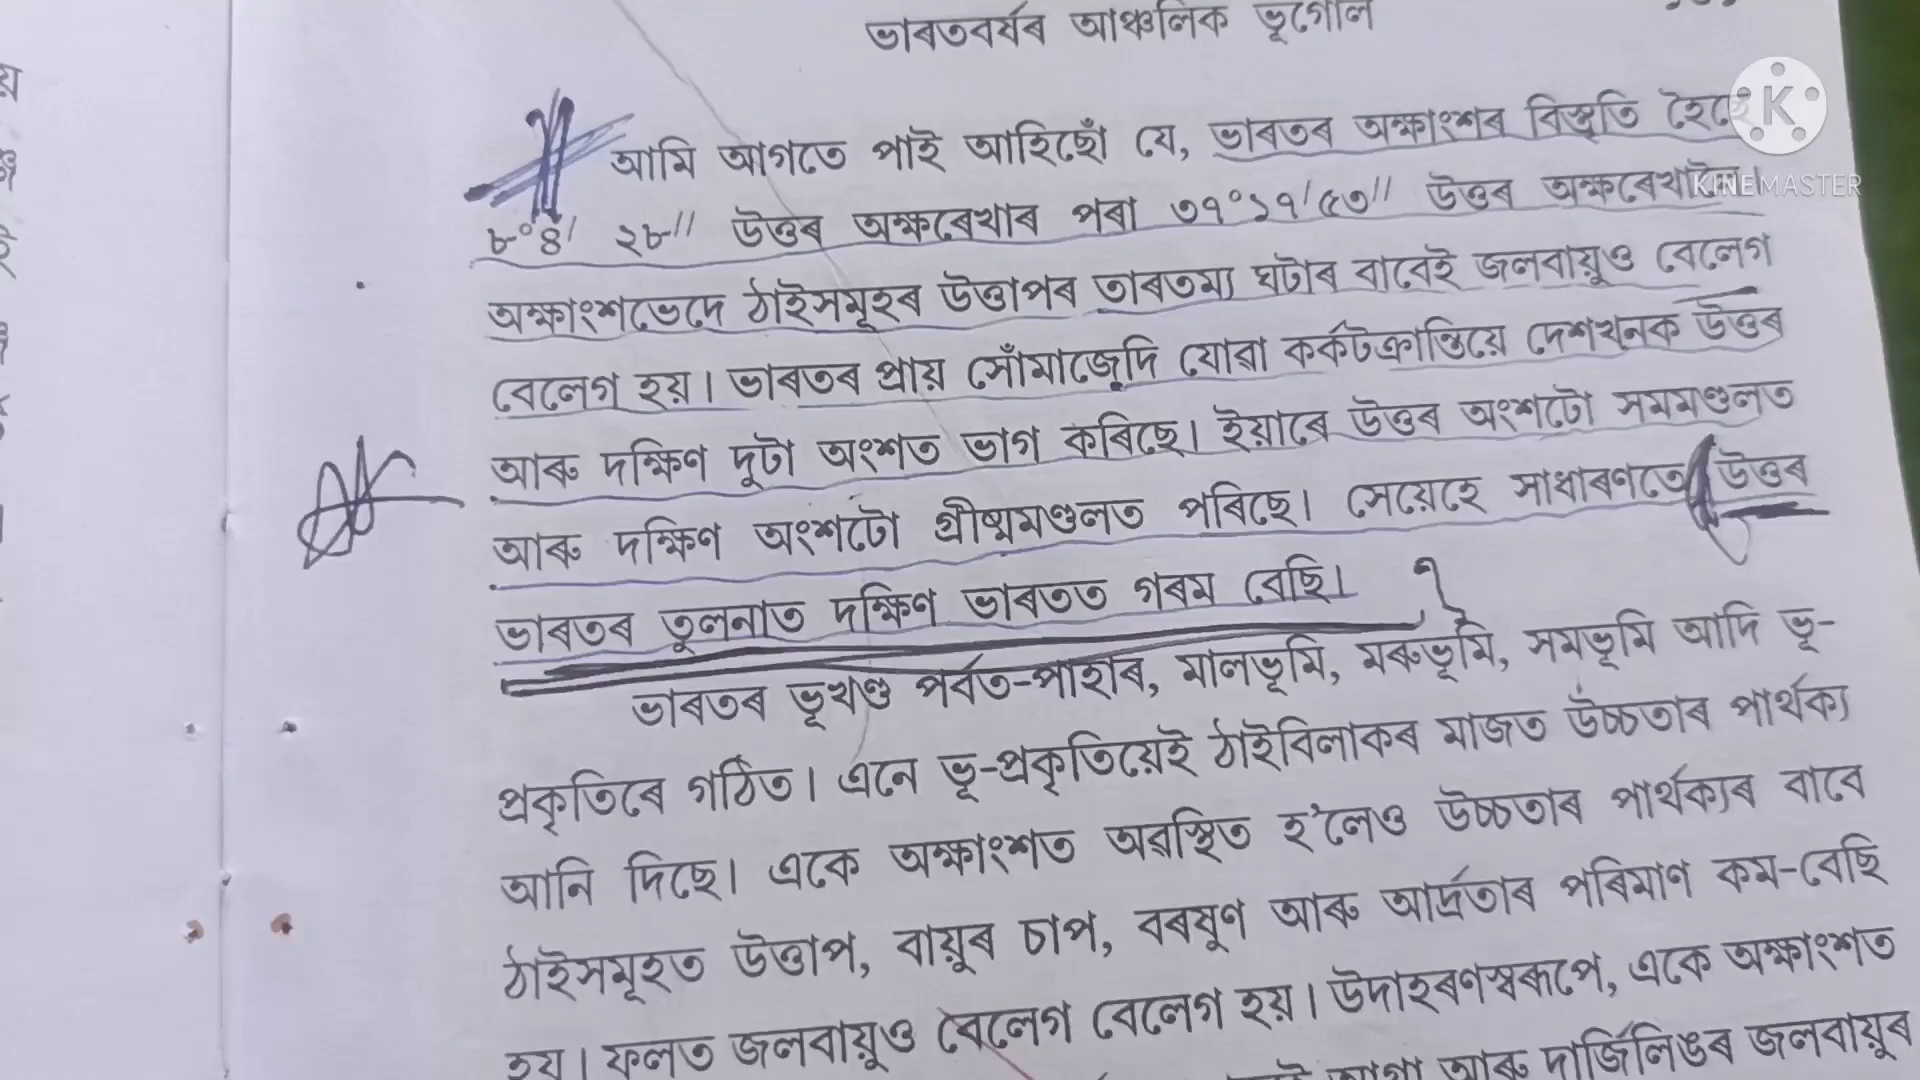 ভাৰতবৰ্ষৰ আঞ্চলিক ভূগোল
আমি আগতে পাই আহিছোঁ যে, ভাৰতৰ অক্ষাংশৰ বিস্তৃতি হৈছে
৮°৪/ ২৮// উত্তৰ অক্ষৰেখাৰ পৰা ৩৭°১৭/৫৩// উত্তৰ অক্ষৰেখালৈ।
অক্ষাংশভেদে ঠাইসমূহৰ উত্তাপৰ তাৰতম্য ঘটাৰ বাবেই জলবায়ুও বেলেগ
বেলেগ হয়। ভাৰতৰ প্ৰায় সোঁমাজেদি যোৱা কৰ্কটক্ৰান্তিয়ে দেশখনক উত্তৰ
আৰু দক্ষিণ দুটা অংশত ভাগ কৰিছে। ইয়াৰে উত্তৰ অংশটো সমমণ্ডলত
আৰু দক্ষিণ অংশটো গ্ৰীষ্মমণ্ডলত পৰিছে। সেয়েহে সাধাৰণতে উত্তৰ
ভাৰতৰ তুলনাত দক্ষিণ ভাৰতত গৰম বেছি।
ভাৰতৰ ভূখণ্ড পৰ্বত-পাহাৰ, মালভূমি, মৰুভূমি, সমভূমি আদি ভূ-
প্ৰকৃতিৰে গঠিত। এনে ভূ-প্ৰকৃতিয়েই ঠাইবিলাকৰ মাজত উচ্চতাৰ পাৰ্থক্য
আনি দিছে। একে অক্ষাংশত অৱস্থিত হ'লেও উচ্চতাৰ পাৰ্থক্যৰ বাবে
ঠাইসমূহত উত্তাপ, বায়ুৰ চাপ, বৰষুণ আৰু আৰ্দ্ৰতাৰ পৰিমাণ কম-বেছি
হয়। ফলত জলবায়ুও বেলেগ বেলেগ হয়। উদাহৰণস্বৰূপে, একে অক্ষাংশত
আগ্ৰা আৰু দাৰ্জিলিঙৰ জলবায়ুৰ
K
KINEMASTER